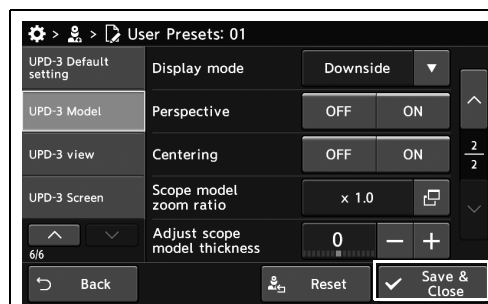 > > User Presets: 01
UPD-3 Default
setting
UPD-3 Model
UPD-3 view
UPD-3 Screen
6/6
Display mode
Downside
Perspective
OFF
ON
Centering
OFF
ON
Scope model
zoom ratio
x 1.0
Adjust scope
model thickness
0
− +
2
2
Back
Reset
Save &
Close